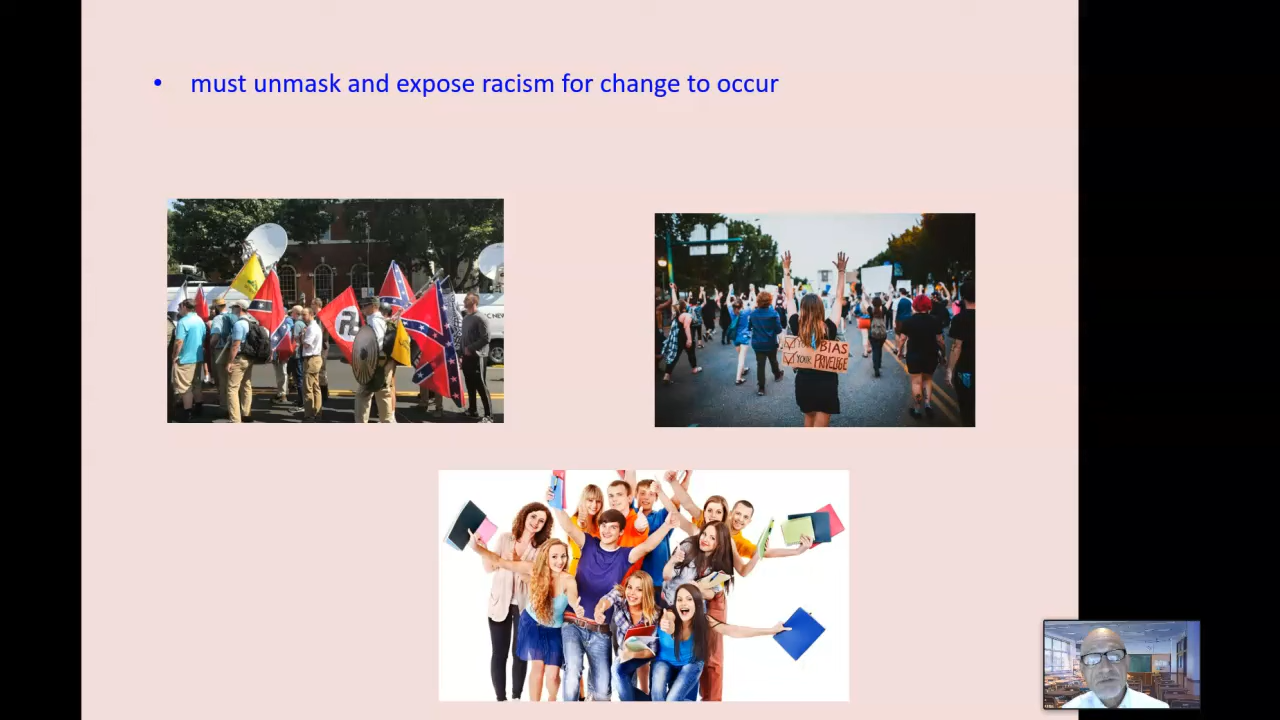 • must unmask and expose racism for change to occur
BIAS
YOUR PRIVILEGE